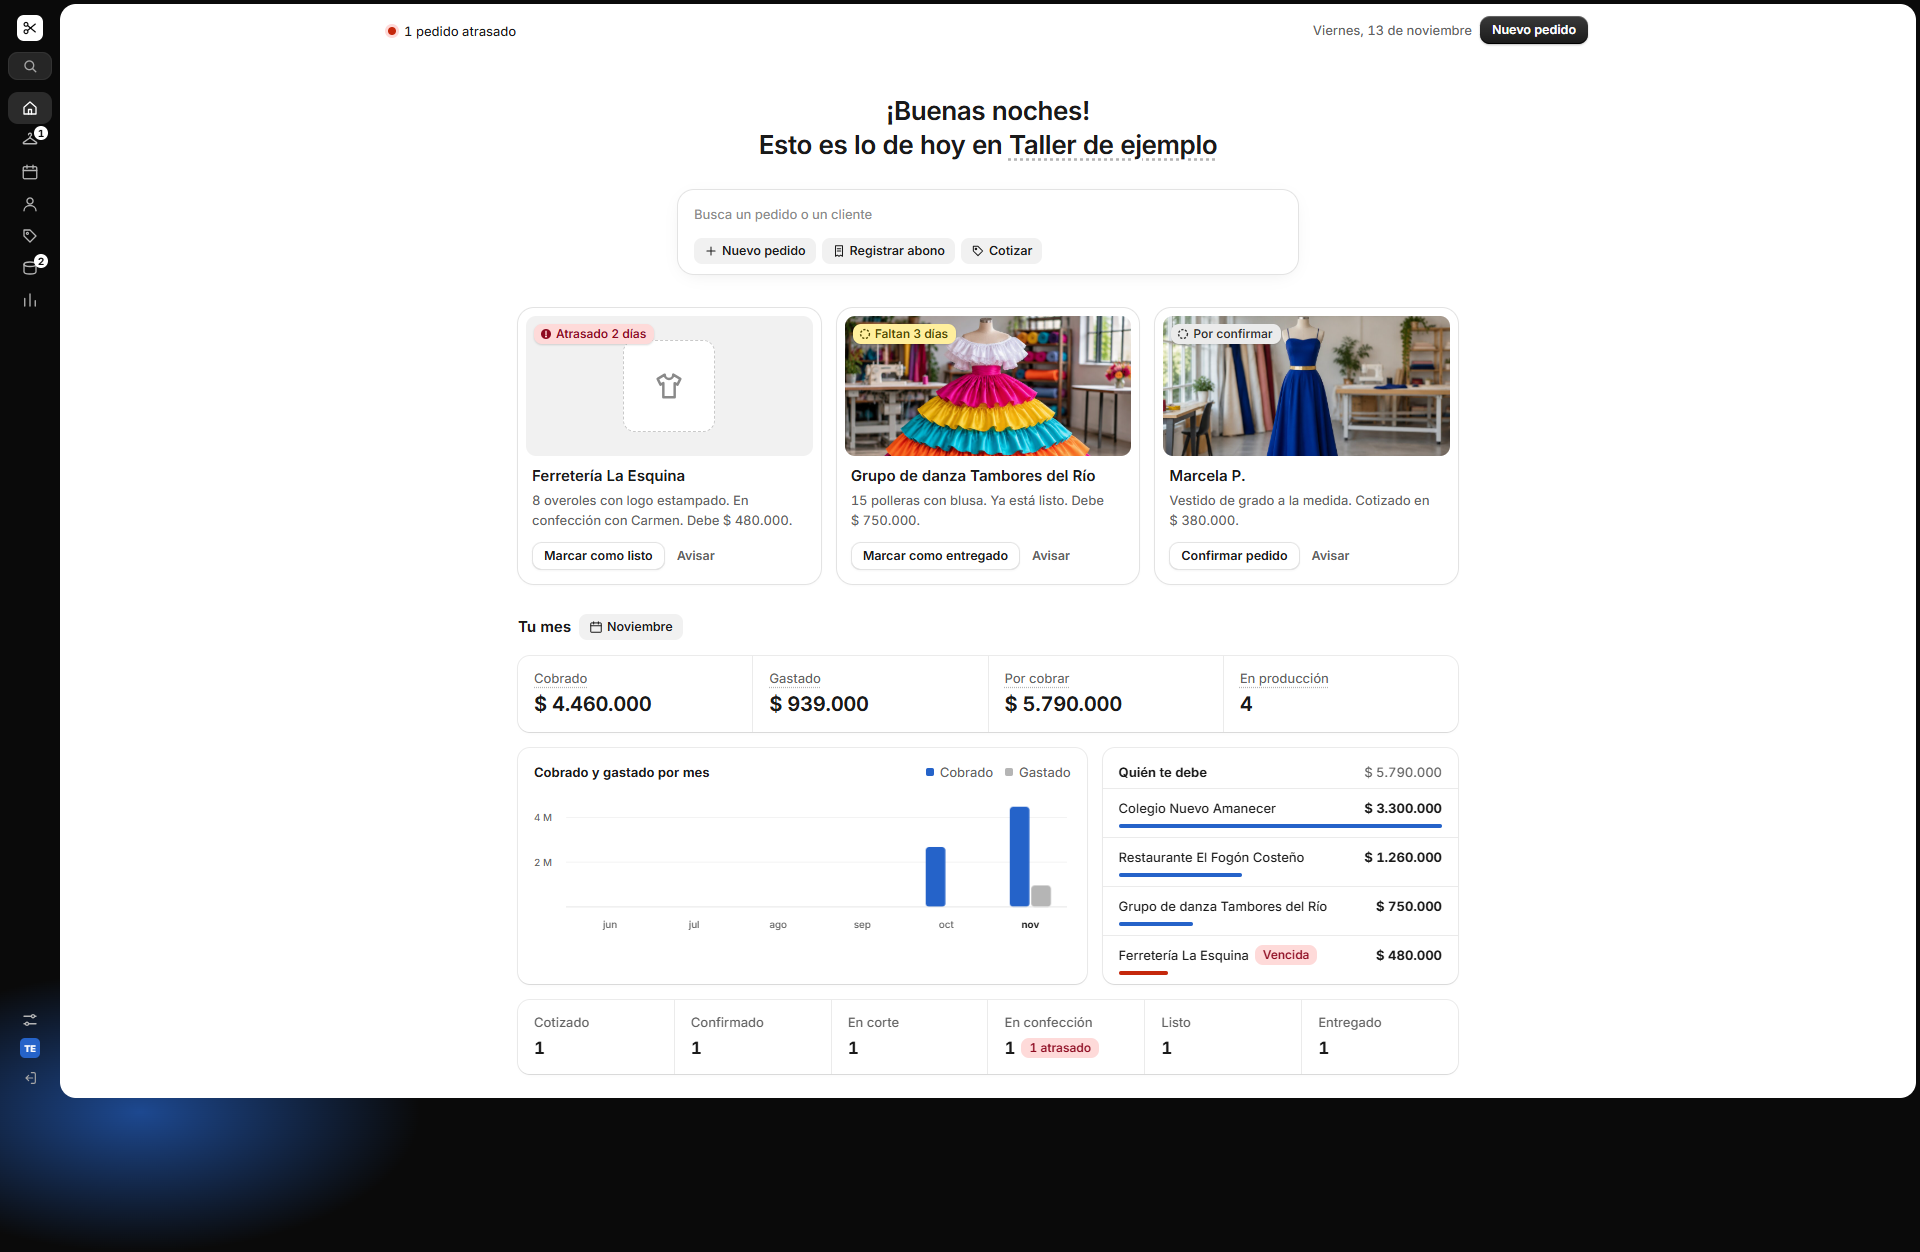 1 pedido atrasado
Viernes, 13 de noviembre
Nuevo pedido
1
2
TE
¡Buenas noches!
Esto es lo de hoy en Taller de ejemplo
Busca un pedido o un cliente
Nuevo pedido
Registrar abono
Cotizar
Atrasado 2 días
Ferretería La Esquina
8 overoles con logo estampado. En
confección con Carmen. Debe $ 480.000.
Marcar como listo
Avisar
Faltan 3 días
Grupo de danza Tambores del Río
15 polleras con blusa. Ya está listo. Debe
$ 750.000.
Marcar como entregado
Avisar
Por confirmar
Marcela P.
Vestido de grado a la medida. Cotizado en
$ 380.000.
Confirmar pedido
Avisar
Tu mes
Noviembre
Cobrado
$ 4.460.000
Gastado
$ 939.000
Por cobrar
$ 5.790.000
En producción
4
Cobrado y gastado por mes
Cobrado
Gastado
4 M
2 M
jun
jul
ago
sep
oct
nov
Quién te debe
$ 5.790.000
Colegio Nuevo Amanecer
$ 3.300.000
Restaurante El Fogón Costeño
$ 1.260.000
Grupo de danza Tambores del Río
$ 750.000
Ferretería La Esquina
Vencida
$ 480.000
Cotizado
1
Confirmado
1
En corte
1
En confección
1
1 atrasado
Listo
1
Entregado
1